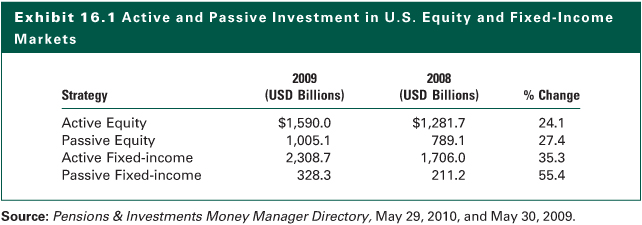 Exhibit 16.1 Active and Passive Investment in U.S. Equity and Fixed-Income
Markets
2009 2008
Strategy (USD Billions) (USD Billions) % Change
Active Equity $1,590.0 $1,281.7 24.1
Passive Equity 1,005.1 789.1 27.4
Active Fixed-income 2,308.7 1,706.0 35.3
Passive Fixed-income 328.3 211.2 55.4
Source: Pensions & Investments Money Manager Directory, May 29, 2010, and May 30, 2009.